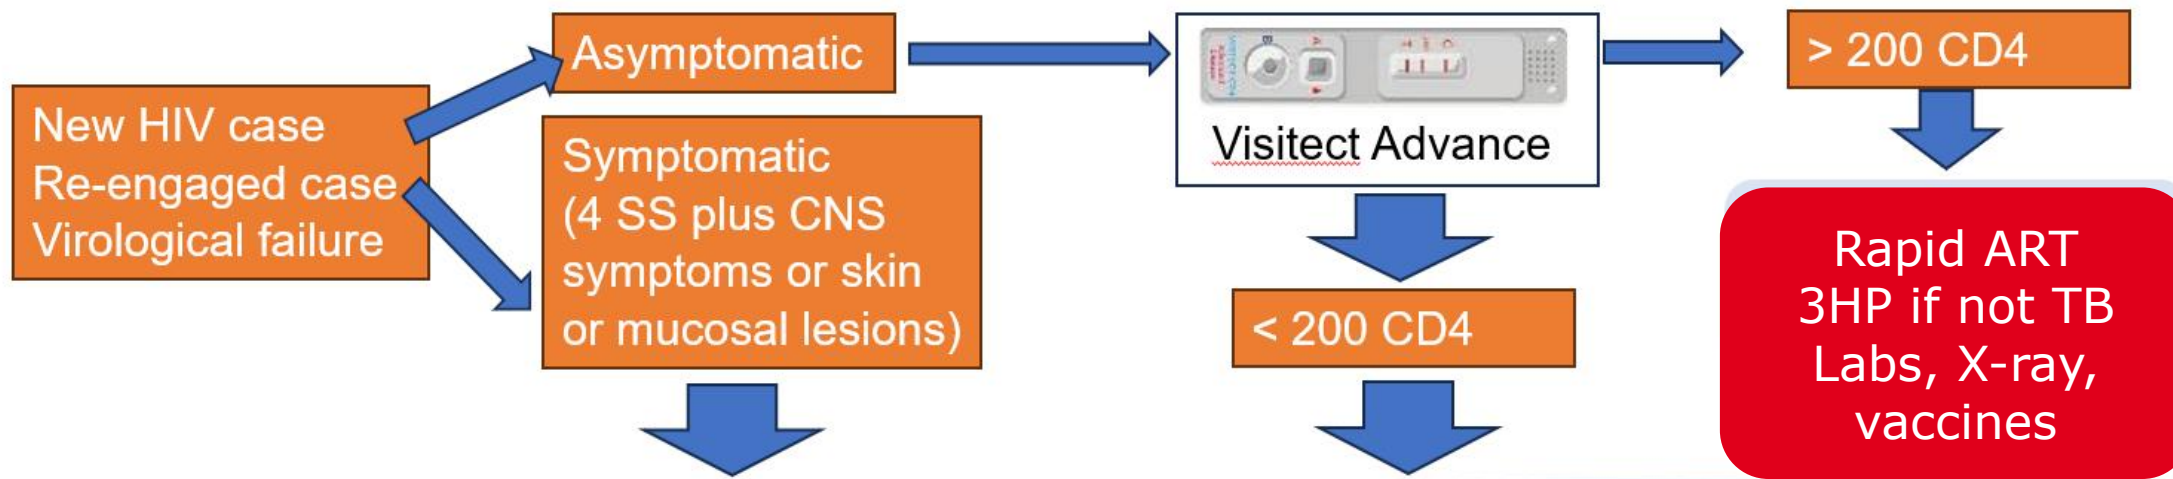 New HIV case
Re-engaged case
Virological failure
Asymptomatic
Symptomatic
(4 SS plus CNS
symptoms or skin
or mucosal lesions)
B
A
C
T
Visitect Advance
< 200 CD4
> 200 CD4
Rapid ART
3HP if not TB
Labs, X-ray,
vaccines